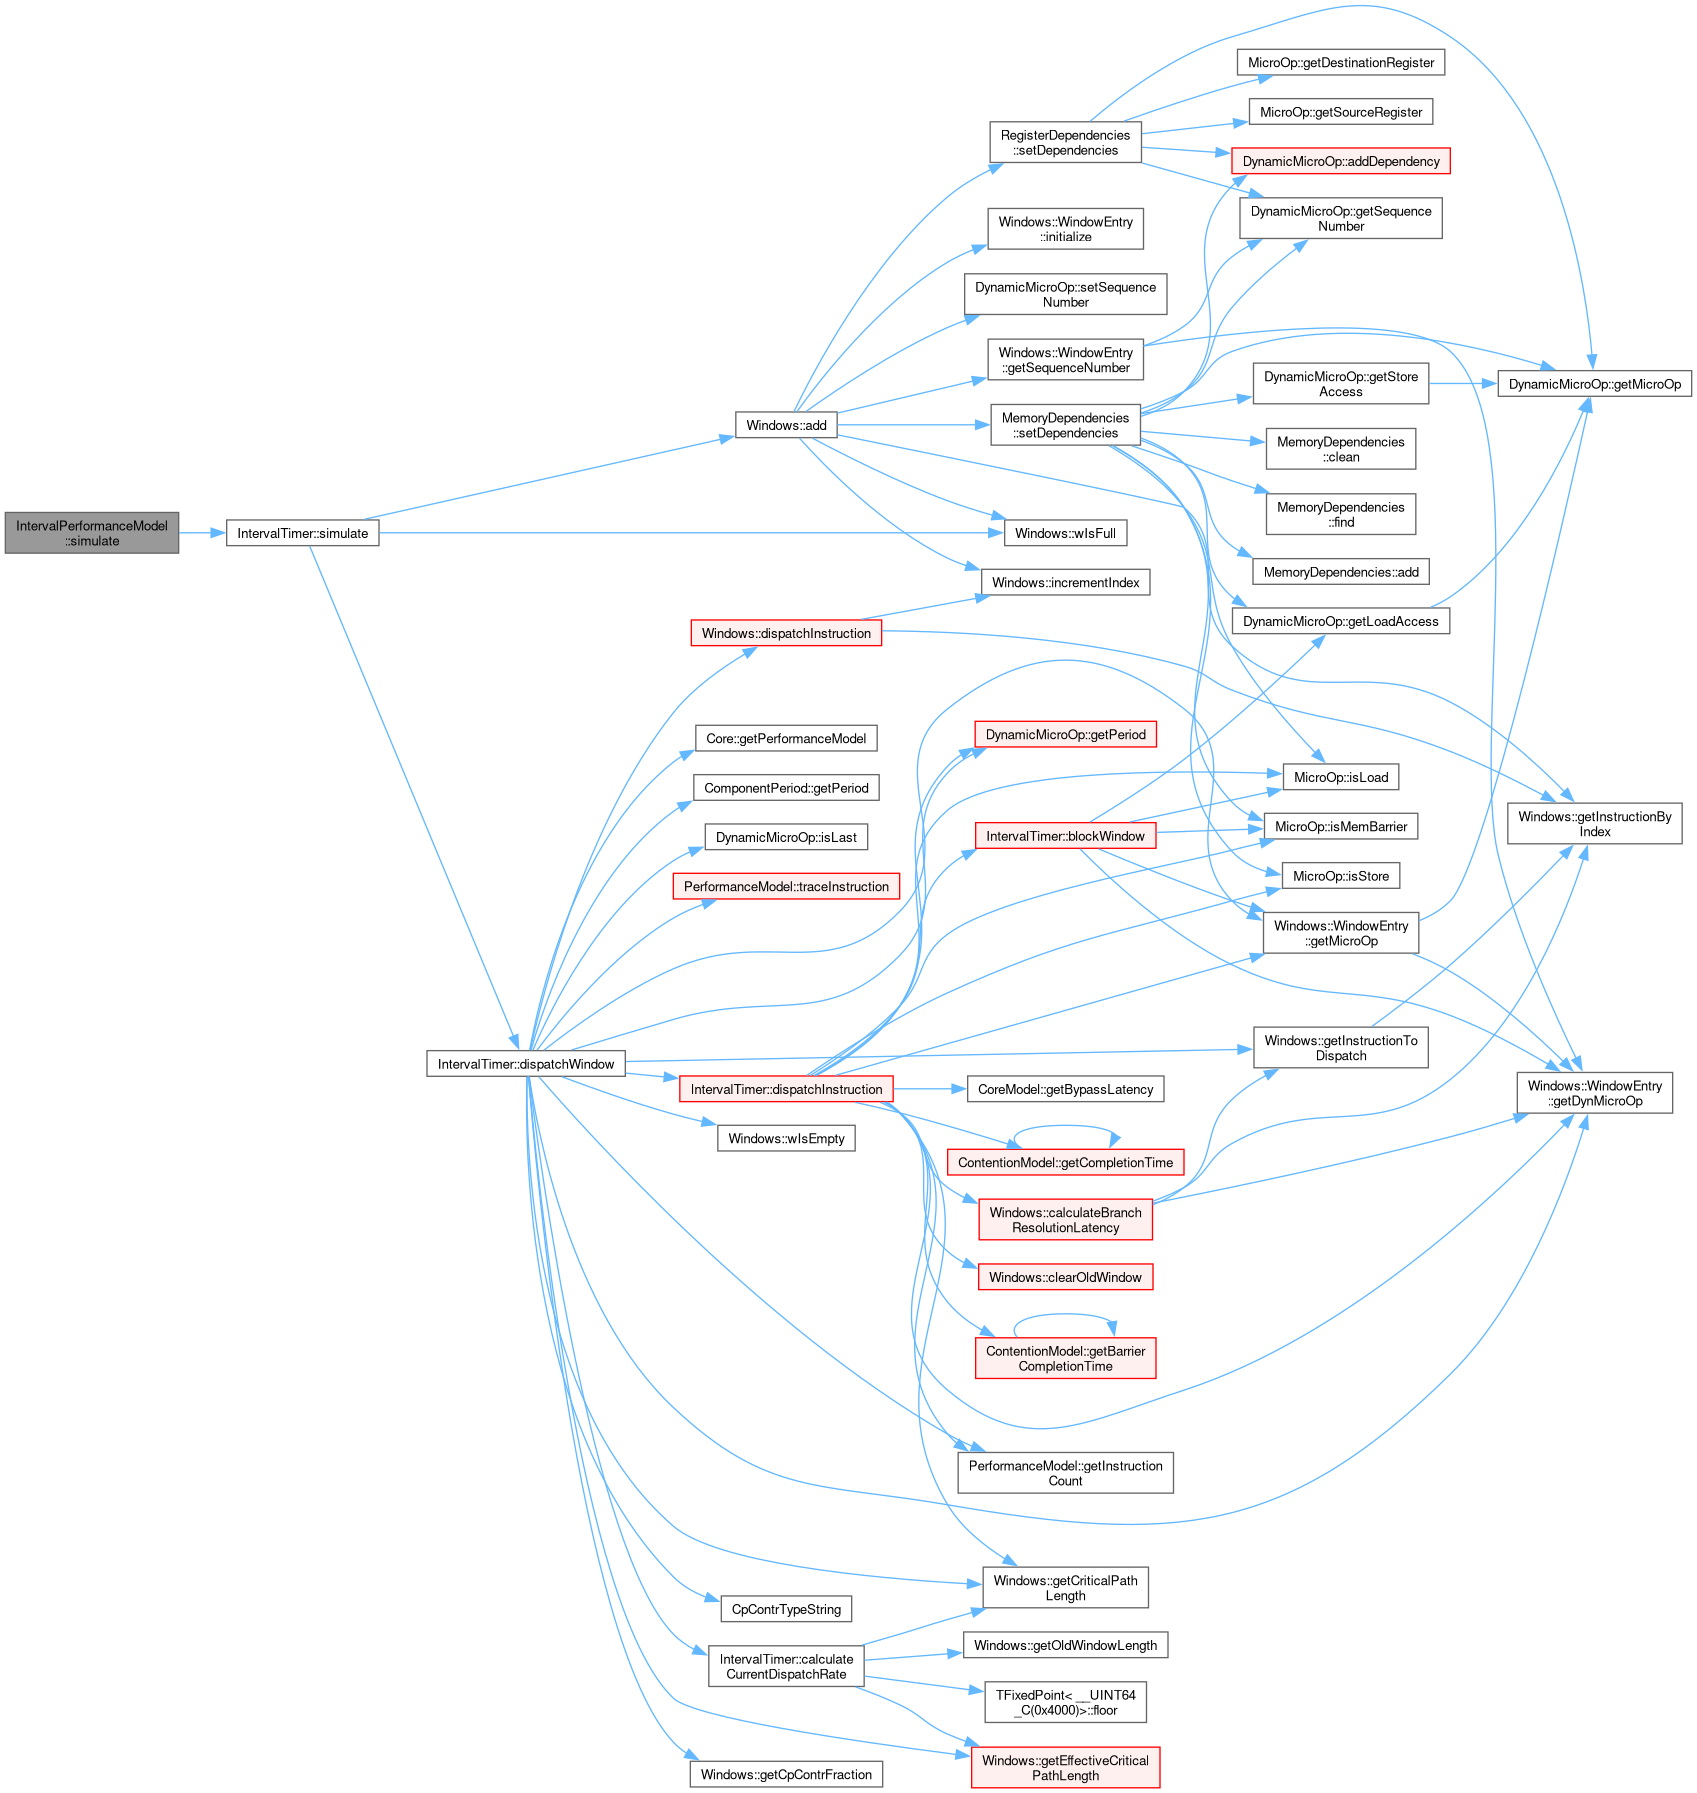 IntervalPerformanceModel
::simulate
IntervalTimer::simulate
Windows::add
RegisterDependencies
::setDependencies
Windows::WindowEntry
::initialize
DynamicMicroOp::setSequence
Number
Windows::WindowEntry
::getSequenceNumber
MemoryDependencies
::setDependencies
Windows::wIsFull
Windows::incrementIndex
MicroOp::getDestinationRegister
MicroOp::getSourceRegister
DynamicMicroOp::addDependency
DynamicMicroOp::getSequence
Number
DynamicMicroOp::getStore
Access
MemoryDependencies
::clean
MemoryDependencies
::find
MemoryDependencies::add
DynamicMicroOp::getLoadAccess
DynamicMicroOp::getMicroOp
Windows::dispatchInstruction
Core::getPerformanceModel
ComponentPeriod::getPeriod
DynamicMicroOp::isLast
PerformanceModel::traceInstruction
DynamicMicroOp::getPeriod
IntervalTimer::blockWindow
MicroOp::isLoad
MicroOp::isMemBarrier
MicroOp::isStore
Windows::WindowEntry
::getMicroOp
Windows::getInstructionBy
Index
Windows::getInstructionTo
Dispatch
Windows::WindowEntry
::getDynMicroOp
IntervalTimer::dispatchWindow
IntervalTimer::dispatchInstruction
Windows::wIsEmpty
CoreModel::getBypassLatency
ContentionModel::getCompletionTime
Windows::calculateBranch
ResolutionLatency
Windows::clearOldWindow
ContentionModel::getBarrier
CompletionTime
PerformanceModel::getInstruction
Count
Windows::getCriticalPath
Length
CpContrTypeString
IntervalTimer::calculate
CurrentDispatchRate
Windows::getOldWindowLength
TFixedPoint< __UINT64
_C(0x4000)>::floor
Windows::getEffectiveCritical
PathLength
Windows::getCpContrFraction